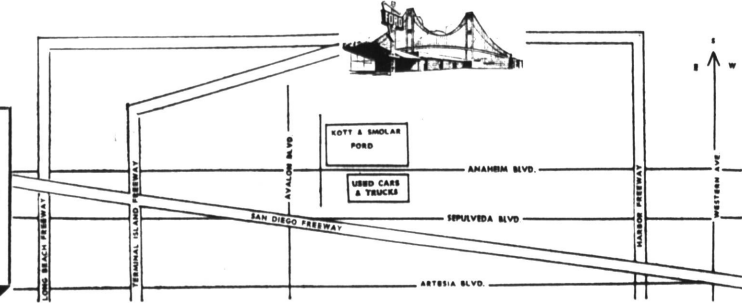 S
E
W
KOTT & SMOLAR
FORD
AVALON BLVD
ANAHEIM BLVD.
USED CARS
& TRUCKS
WESTERN AVE
HARBOR FREEWAY
TERMINAL ISLAND FREEWAY
LONG BEACH FREEWAY
SAN DIEGO FREEWAY
SEPULVEDA BLVD
ARTESIA BLVD.